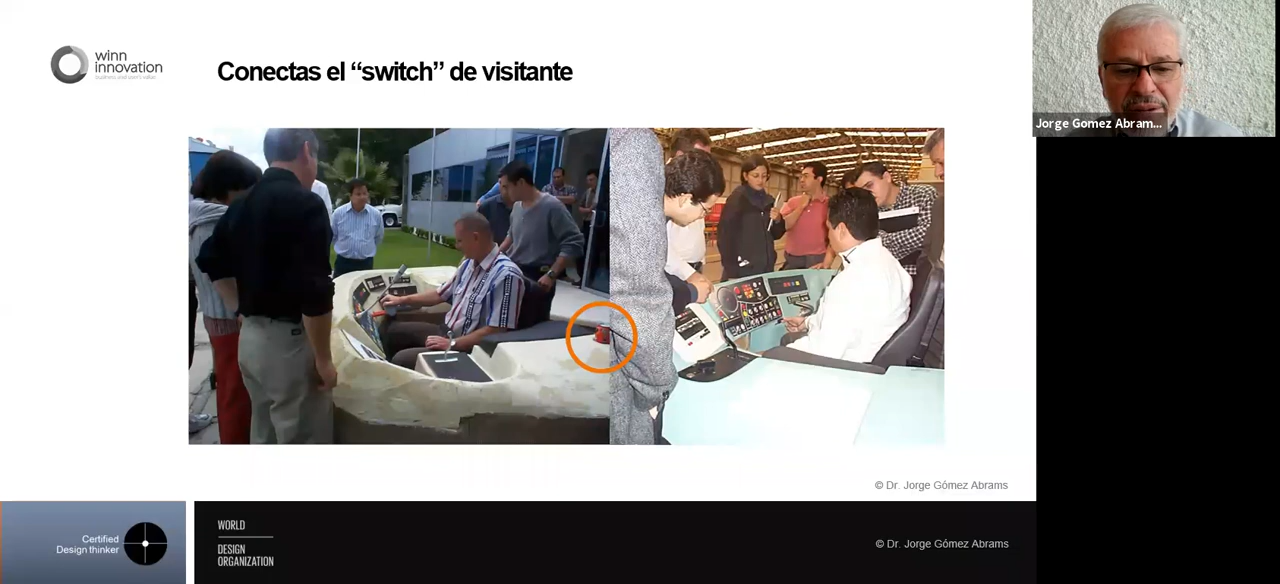 winn
innovation
Conectas el “switch” de visitante
Jorge Gomez Abram...
© Dr. Jorge Gómez Abrams
Certified
Design thinker
WORLD
DESIGN
ORGANIZATION
© Dr. Jorge Gómez Abrams